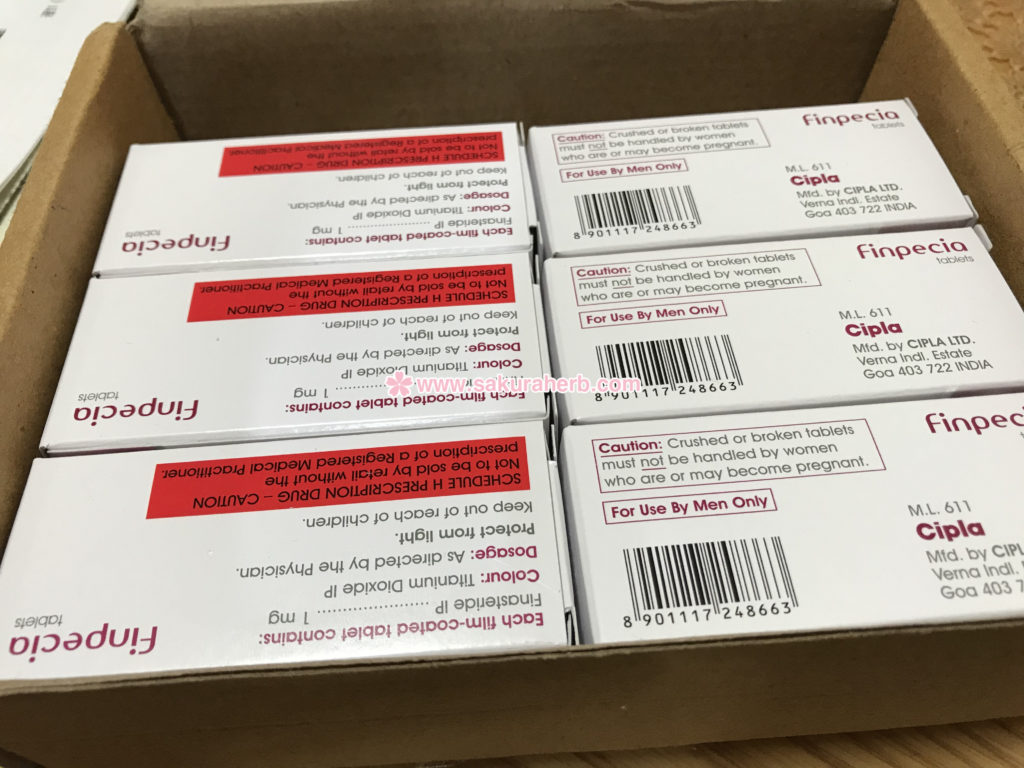 SCHEDULE H PRESCRIPTION DRUG – CAUTION
Not to be sold by retail without the
prescription of a Registered Medical Practitioner.
Keep out of reach of children.
Protect from light.
Dosage: As directed by the Physician.
Colour: Titanium Dioxide IP
Finasteride IP ........................ 1 mg
Each film-coated tablet contains:
Finpecia
tablets
Caution: Crushed or broken tablets
must not be handled by women
who are or may become pregnant.
For Use By Men Only
8 901117 248663
Finpecia
tablets
M.L. 611
Cipla
Mfd. by CIPLA LTD.
Verna Indl. Estate
Goa 403 722 INDIA
SCHEDULE H PRESCRIPTION DRUG – CAUTION
Not to be sold by retail without the
prescription of a Registered Medical Practitioner.
Keep out of reach of children.
Protect from light.
Dosage: As directed by the Physician.
Colour: Titanium Dioxide IP
1 mg
Each film-coated tablet contains:
Finpecia
tablets
www.sakuraherb.com
Caution: Crushed or broken tablets
must not be handled by women
who are or may become pregnant.
For Use By Men Only
8 901117 248663
Finpecia
tablets
M.L. 611
Cipla
Mfd. by CIPLA LTD.
Verna Indl. Estate
Goa 403 722 INDIA
SCHEDULE H PRESCRIPTION DRUG – CAUTION
Not to be sold by retail without the
prescription of a Registered Medical Practitioner.
Keep out of reach of children.
Protect from light.
Dosage: As directed by the Physician.
Colour: Titanium Dioxide IP
Finasteride IP ........................ 1 mg
Each film-coated tablet contains:
Finpecia
tablets
Caution: Crushed or broken tablets
must not be handled by women
who are or may become pregnant.
For Use By Men Only
8 901117 248663
Finpec
M.L. 611
Cipla
Mfd. by CIPL
Verna Indl.
Goa 403 7